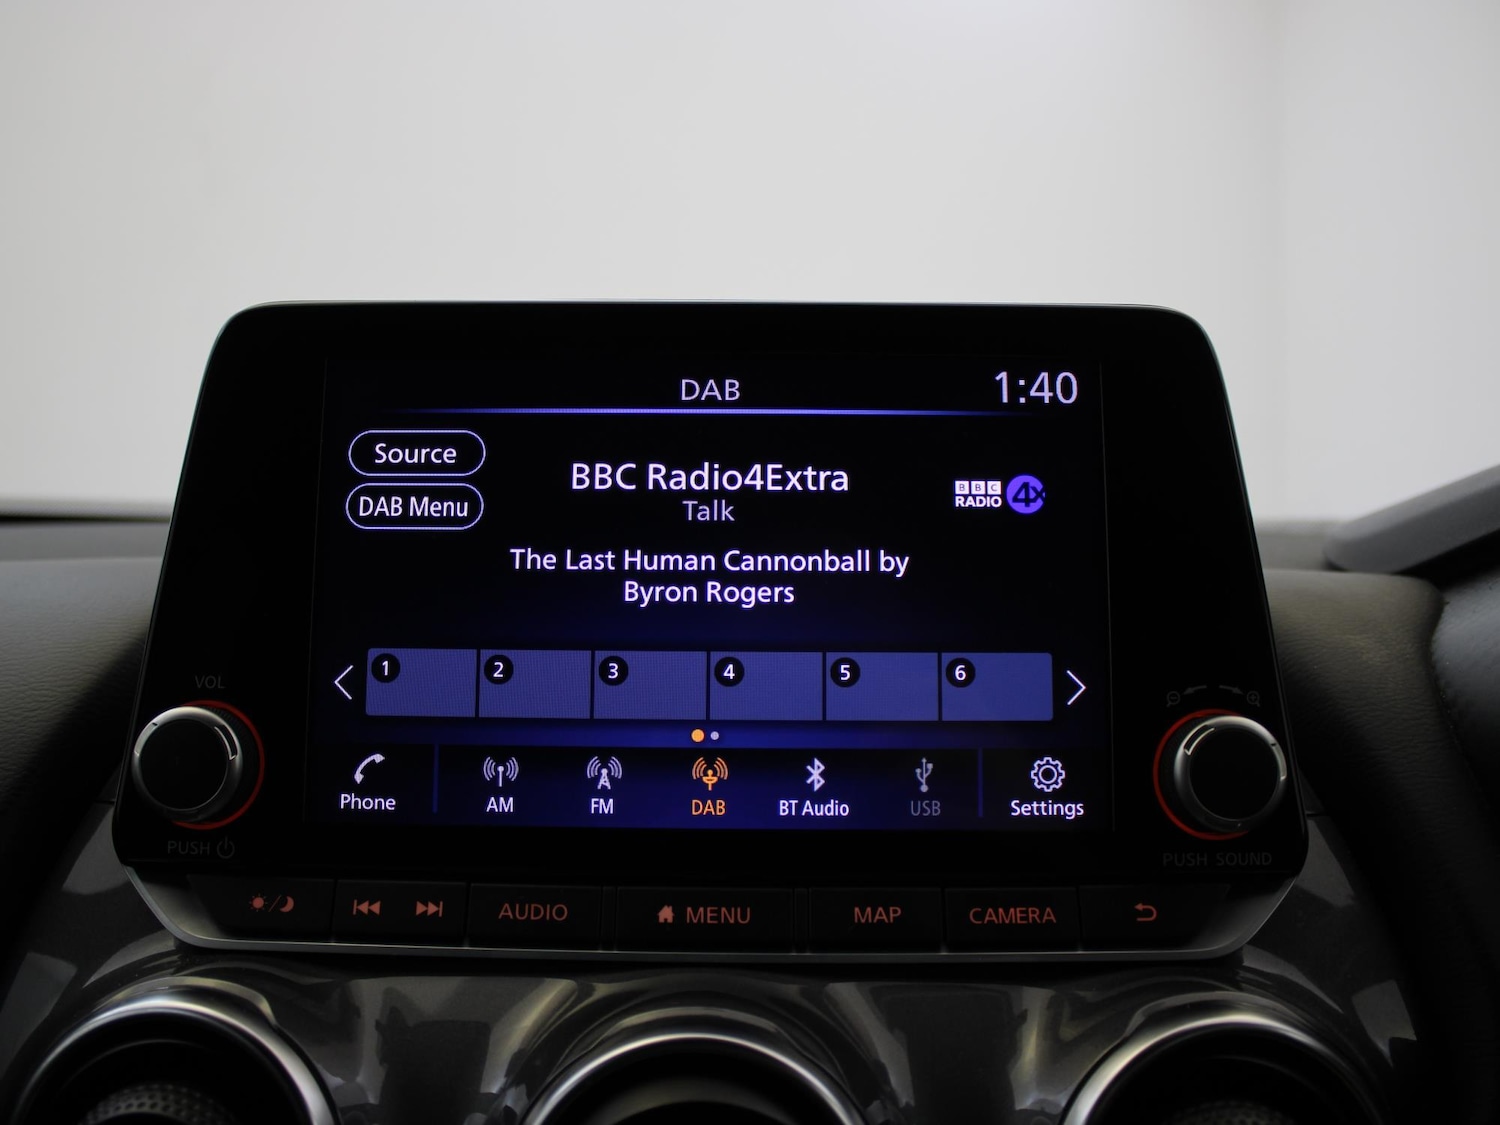 DAB
1:40
Source
DAB Menu
BBC Radio4Extra
Talk
BBC
RADIO
4x
The Last Human Cannonball by
Byron Rogers
1 2 3 4 5 6
Phone
AM
FM
DAB
BT Audio
USB
Settings
VOL
PUSH
PUSH SOUND
AUDIO
MENU
MAP
CAMERA